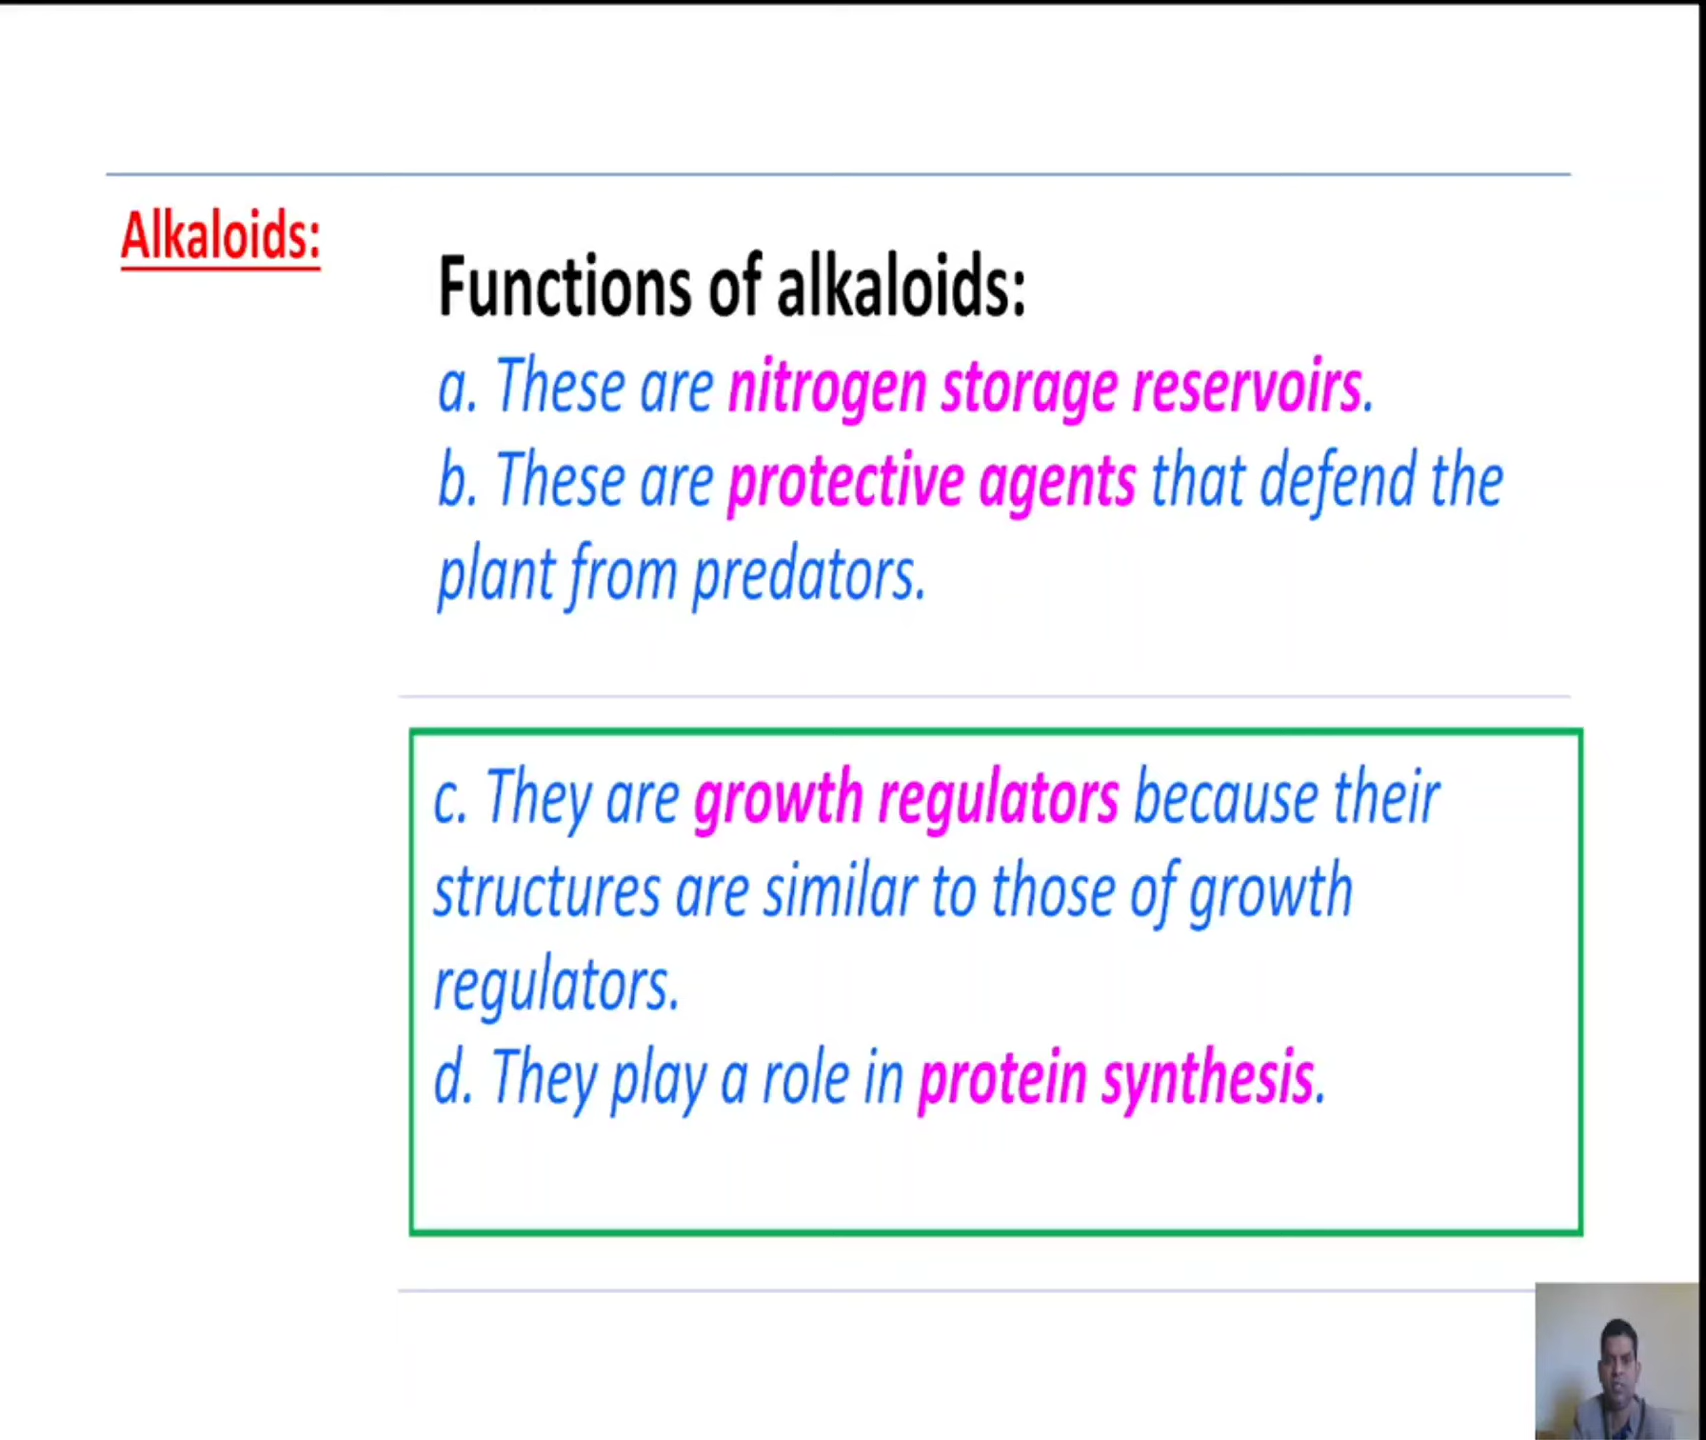 Alkaloids:
Functions of alkaloids:
a. These are nitrogen storage reservoirs.
b. These are protective agents that defend the
plant from predators.
c. They are growth regulators because their
structures are similar to those of growth
regulators.
d. They play a role in protein synthesis.